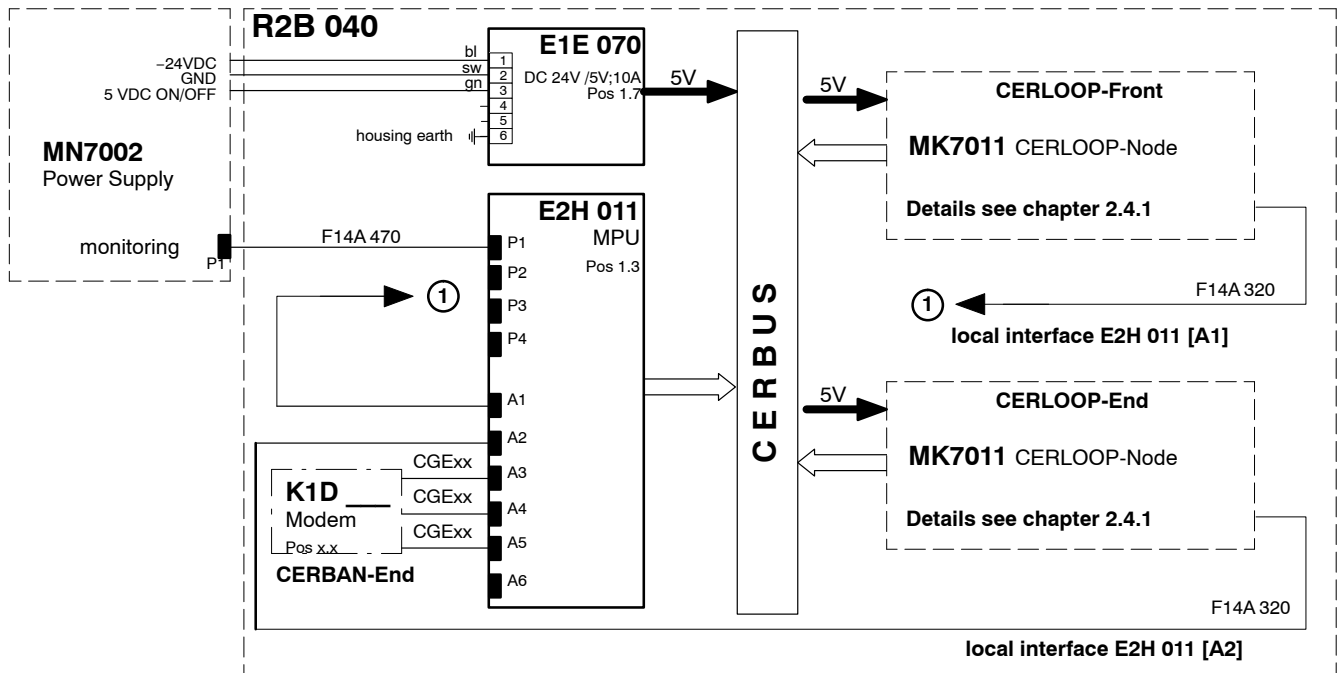 R2B 040
−24VDC
GND
5 VDC ON/OFF
MN7002
Power Supply
monitoring
P1
bl
sw
gn
housing earth
1
2
3
4
5
6
E1E 070
DC 24V /5V;10A
Pos 1.7
5V
F14A 470
E2H 011
MPU
Pos 1.3
P1
P2
P3
P4
A1
A2
A3
A4
A5
A6
1
CGExx
CGExx
CGExx
K1D ___
Modem
Pos x.x
CERBAN-End
CERBUS
5V
CERLOOP-Front
MK7011 CERLOOP-Node
Details see chapter 2.4.1
F14A 320
1
local interface E2H 011 [A1]
5V
CERLOOP-End
MK7011 CERLOOP-Node
Details see chapter 2.4.1
F14A 320
local interface E2H 011 [A2]